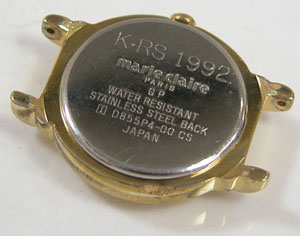 K·RS 1992
marie claire
PARIS
GP
WATER RESISTANT
STAINLESS STEEL BACK
D855P4-00 CS
JAPAN